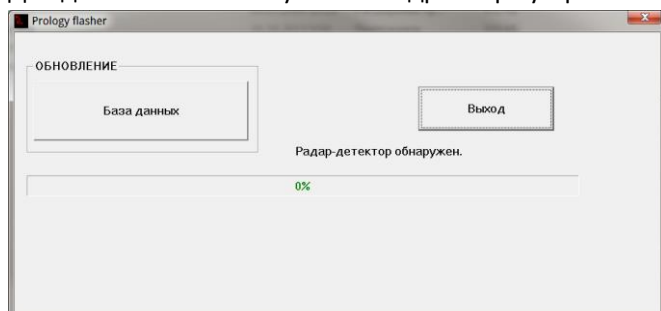 Prology flasher
ОБНОВЛЕНИЕ
База данных
Выход
Радар-детектор обнаружен.
0%